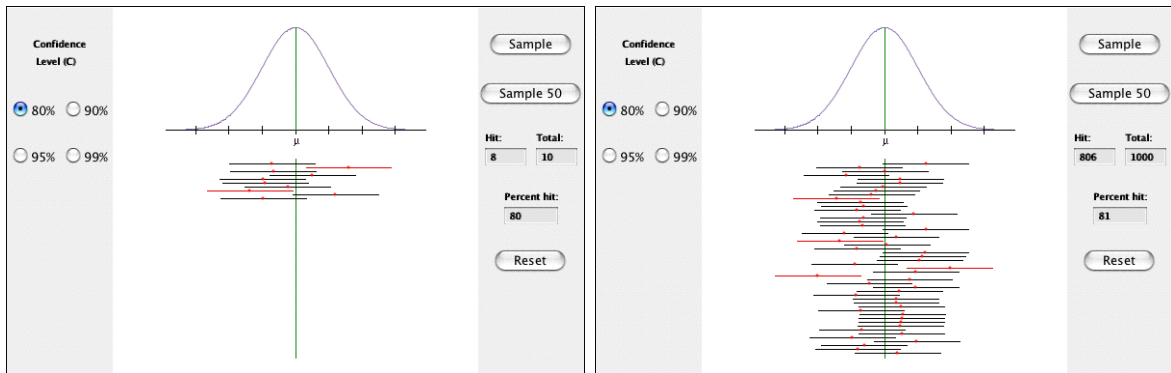 Confidence
Level (C)
80% 90%
95% 99%
μ
Sample
Sample 50
Hit: Total:
8 10
Percent hit:
80
Reset
Confidence
Level (C)
80% 90%
95% 99%
μ
Sample
Sample 50
Hit: Total:
806 1000
Percent hit:
81
Reset